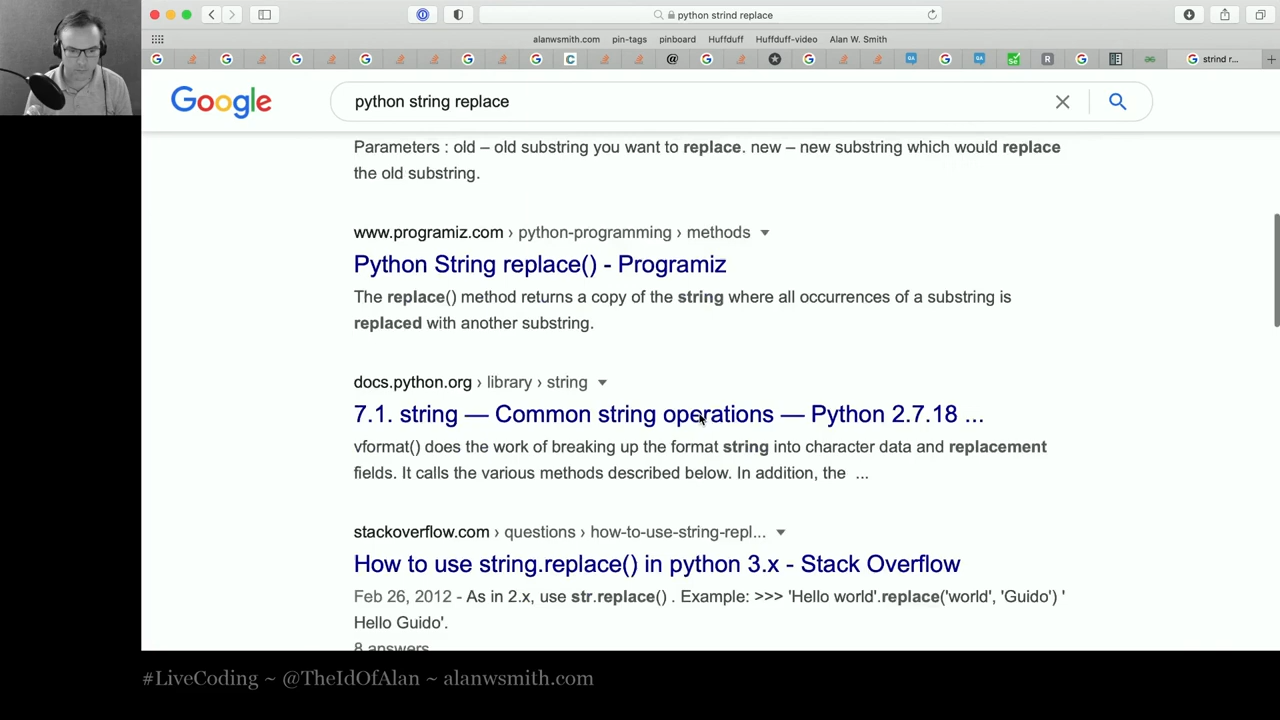 python strind replace
alanwsmith.com pin-tags pinboard Huffduff Huffduff-video Alan W. Smith
strind r...
Google
python string replace
Parameters : old – old substring you want to replace. new – new substring which would replace
the old substring.
www.programiz.com › python-programming › methods
Python String replace() - Programiz
The replace() method returns a copy of the string where all occurrences of a substring is
replaced with another substring.
docs.python.org › library › string
7.1. string — Common string operations — Python 2.7.18 ...
vformat() does the work of breaking up the format string into character data and replacement
fields. It calls the various methods described below. In addition, the ...
stackoverflow.com › questions › how-to-use-string-repl...
How to use string.replace() in python 3.x - Stack Overflow
Feb 26, 2012 - As in 2.x, use str.replace() . Example: >>> 'Hello world'.replace('world', 'Guido') '
Hello Guido'.
8 answers
#LiveCoding ~ @TheIdOfAlan ~ alanwsmith.com